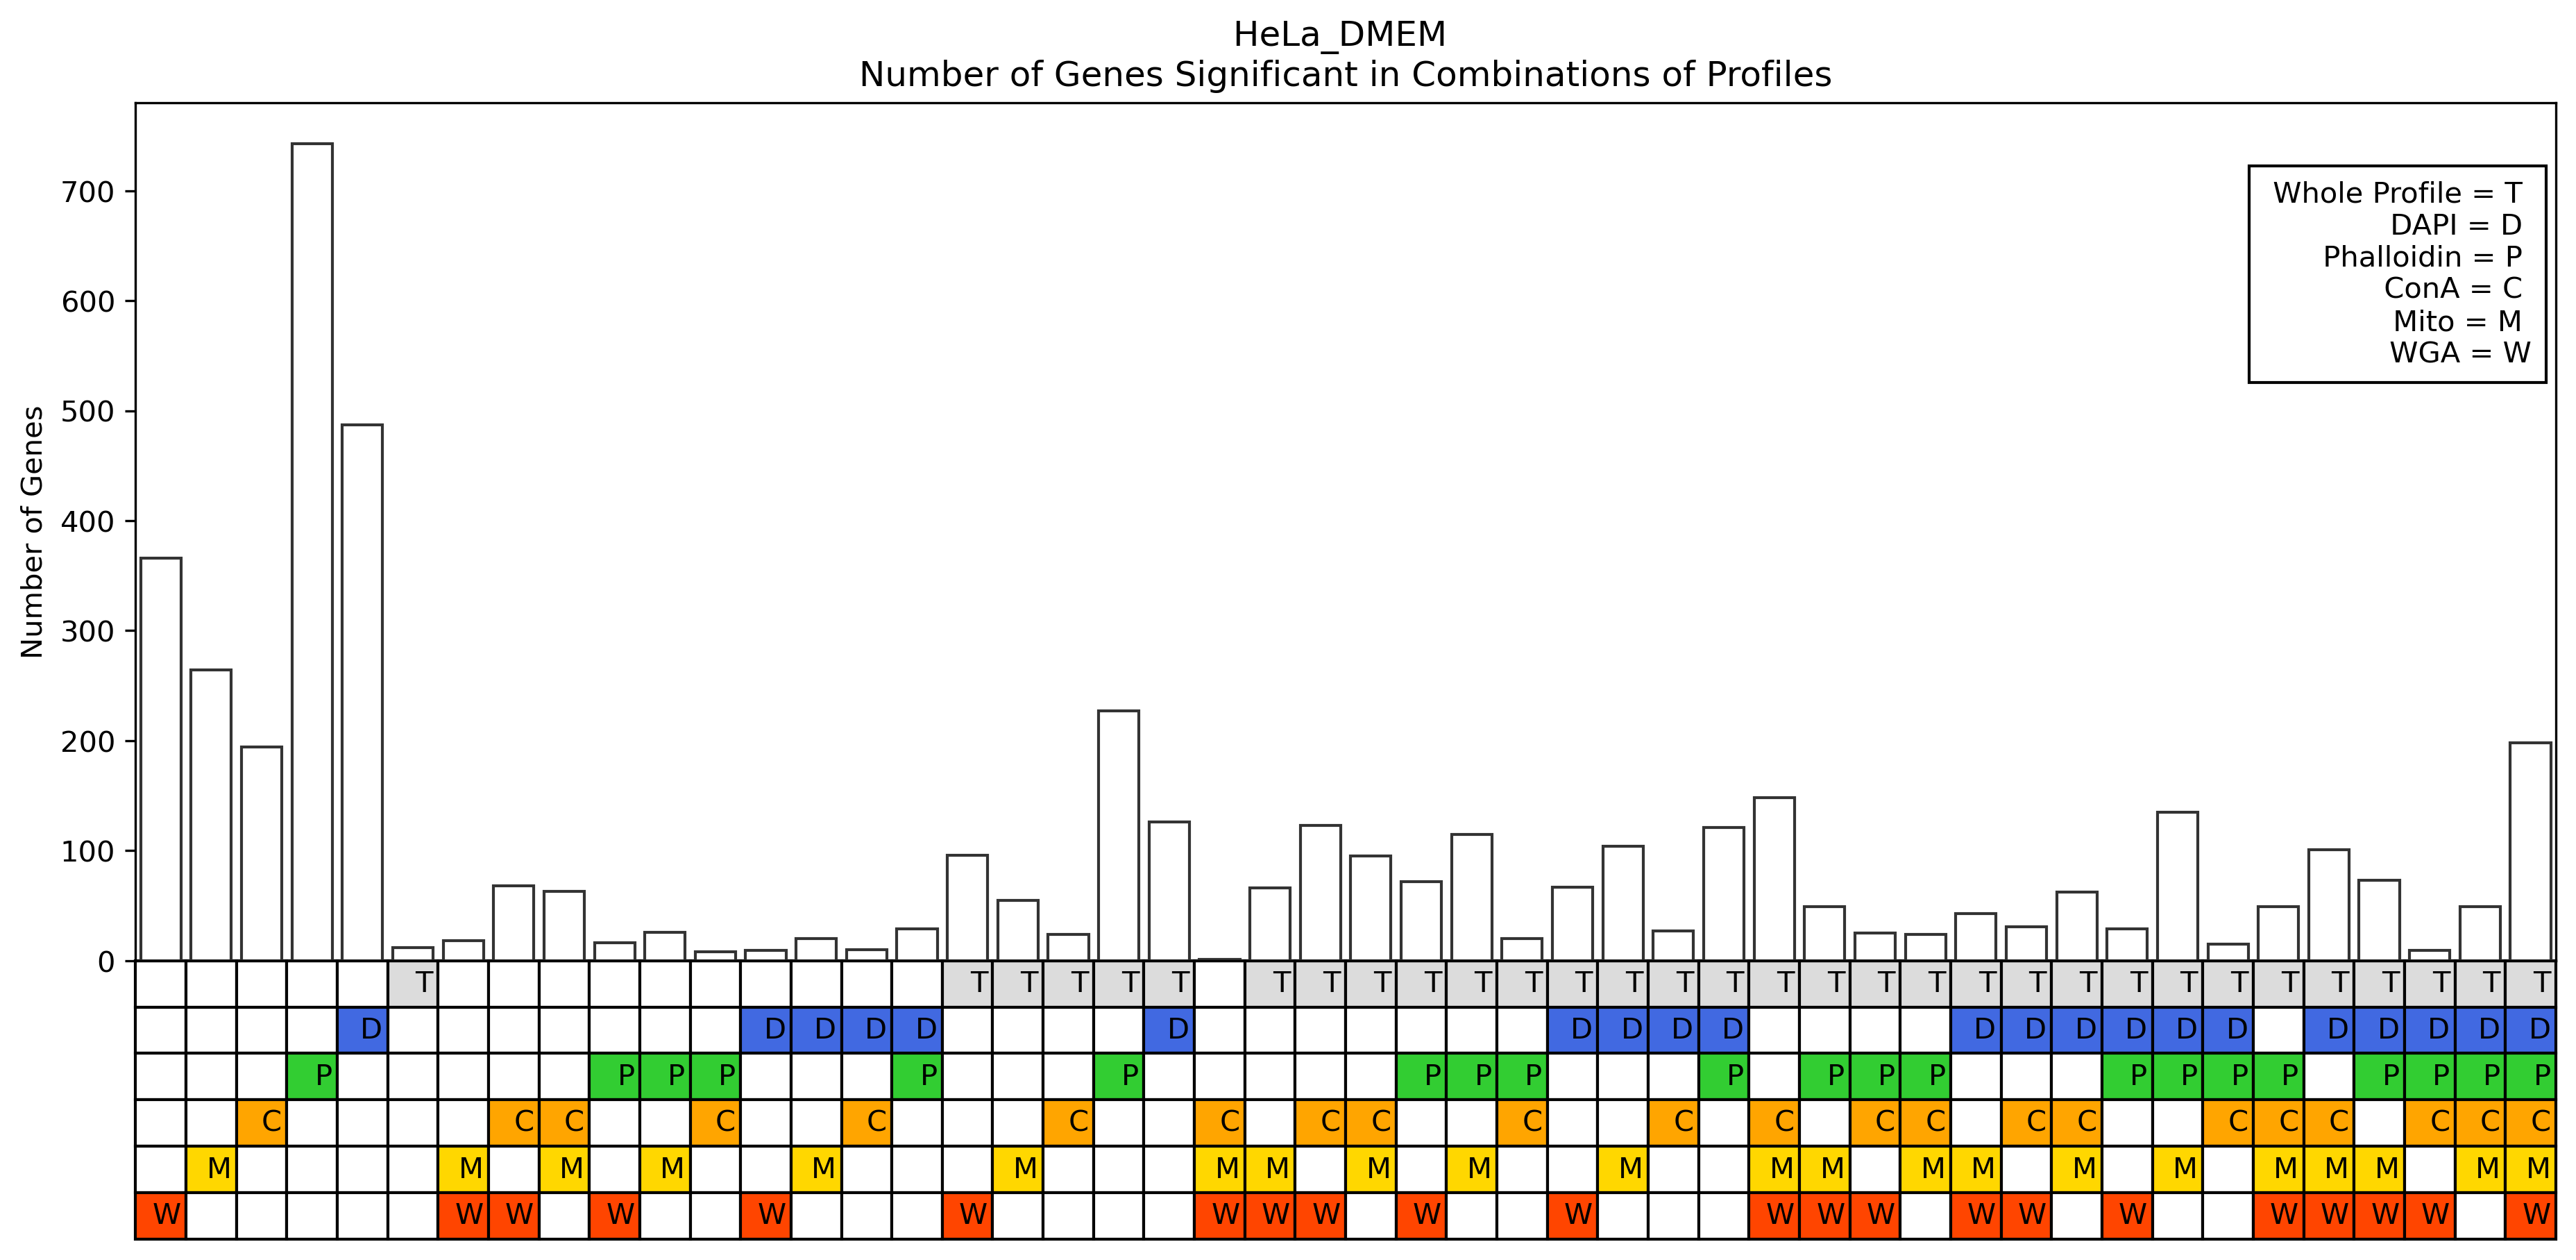 HeLa_DMEM
Number of Genes Significant in Combinations of Profiles
Number of Genes
700
600
500
400
300
200
100
0
Whole Profile = T
DAPI = D
Phalloidin = P
ConA = C
Mito = M
WGA = W
T T T T T T T T T T T T T T T T T T T T T T T T T T T T T T T T
D D D D D D D D D D D D D D D D D D D D D
P P P P P P P P P P P P P P P P P P P P P
C C C C C C C C C C C C C C C C C C C C C C
M M M M M M M M M M M M M M M M M M M M M M
W W W W W W W W W W W W W W W W W W W W W W